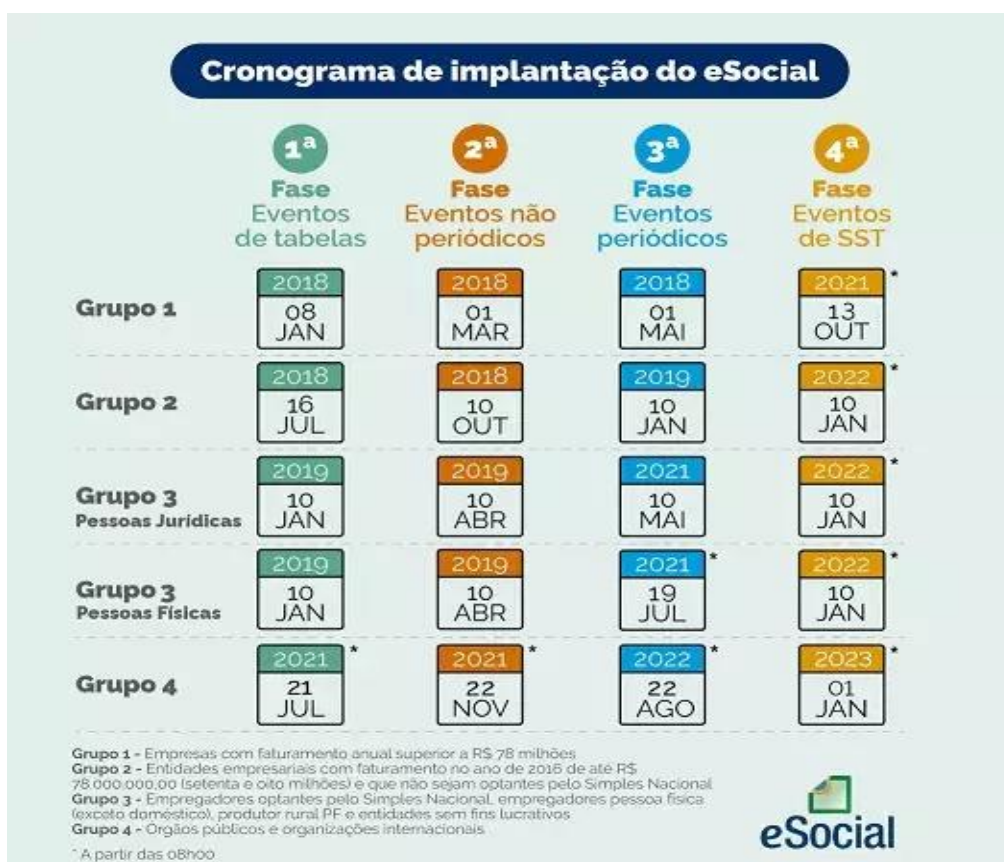 Cronograma de implantação do eSocial
1ª
Fase
Eventos
de tabelas
2ª
Fase
Eventos não
periódicos
3ª
Fase
Eventos
periódicos
4ª
Fase
Eventos
de SST
Grupo 1
2018
08
JAN
2018
01
MAR
2018
01
MAI
2021 *
13
OUT
Grupo 2
2018
16
JUL
2018
10
OUT
2019
10
JAN
2022 *
10
JAN
Grupo 3
Pessoas Jurídicas
2019
10
JAN
2019
10
ABR
2021
10
MAI
2022 *
10
JAN
Grupo 3
Pessoas Físicas
2019
10
JAN
2019
10
ABR
2021 *
19
JUL
2022 *
10
JAN
Grupo 4
2021 *
21
JUL
2021 *
22
NOV
2022 *
22
AGO
2023 *
01
JAN
Grupo 1 - Empresas com faturamento anual superior a R$ 78 milhões
Grupo 2 - Entidades empresariais com faturamento no ano de 2016 de até R$
78.000.000,00 (setenta e oito milhões) e que não sejam optantes pelo Simples Nacional
Grupo 3 - Empregadores optantes pelo Simples Nacional, empregadores pessoa física
(exceto doméstico), produtor rural PF e entidades sem fins lucrativos
Grupo 4 - Órgãos públicos e organizações internacionais
* A partir das 08h00
eSocial